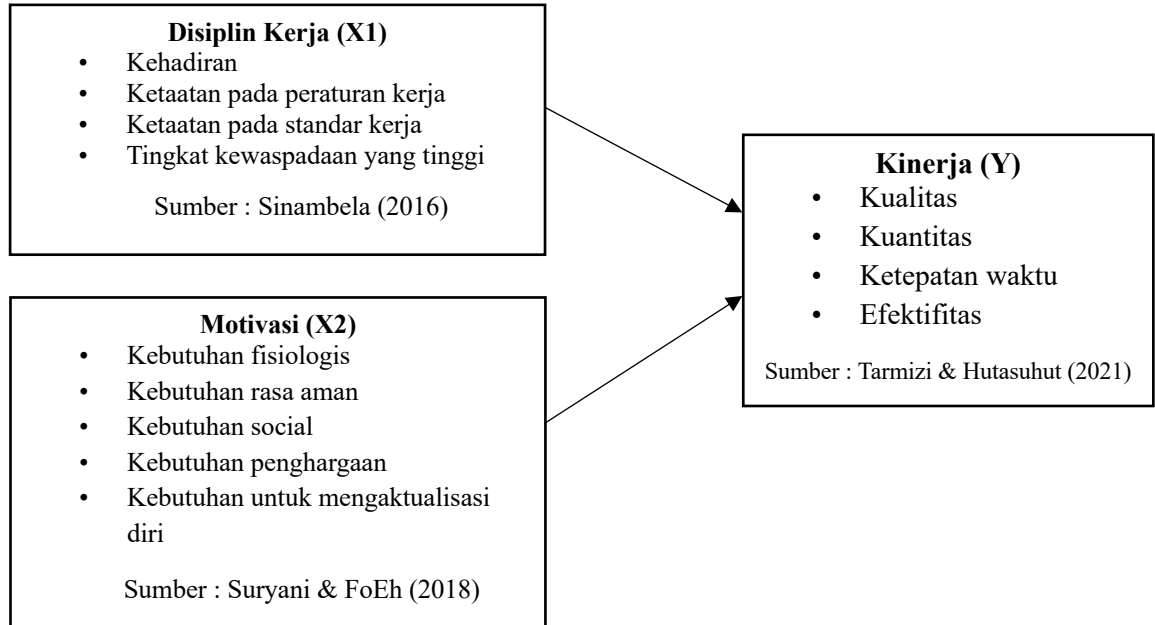 Disiplin Kerja (X1)
• Kehadiran
• Ketaatan pada peraturan kerja
• Ketaatan pada standar kerja
• Tingkat kewaspadaan yang tinggi
Sumber : Sinambela (2016)
Motivasi (X2)
• Kebutuhan fisiologis
• Kebutuhan rasa aman
• Kebutuhan social
• Kebutuhan penghargaan
• Kebutuhan untuk mengaktualisasi
diri
Sumber : Suryani & FoEh (2018)
Kinerja (Y)
• Kualitas
• Kuantitas
• Ketepatan waktu
• Efektifitas
Sumber : Tarmizi & Hutasuhut (2021)